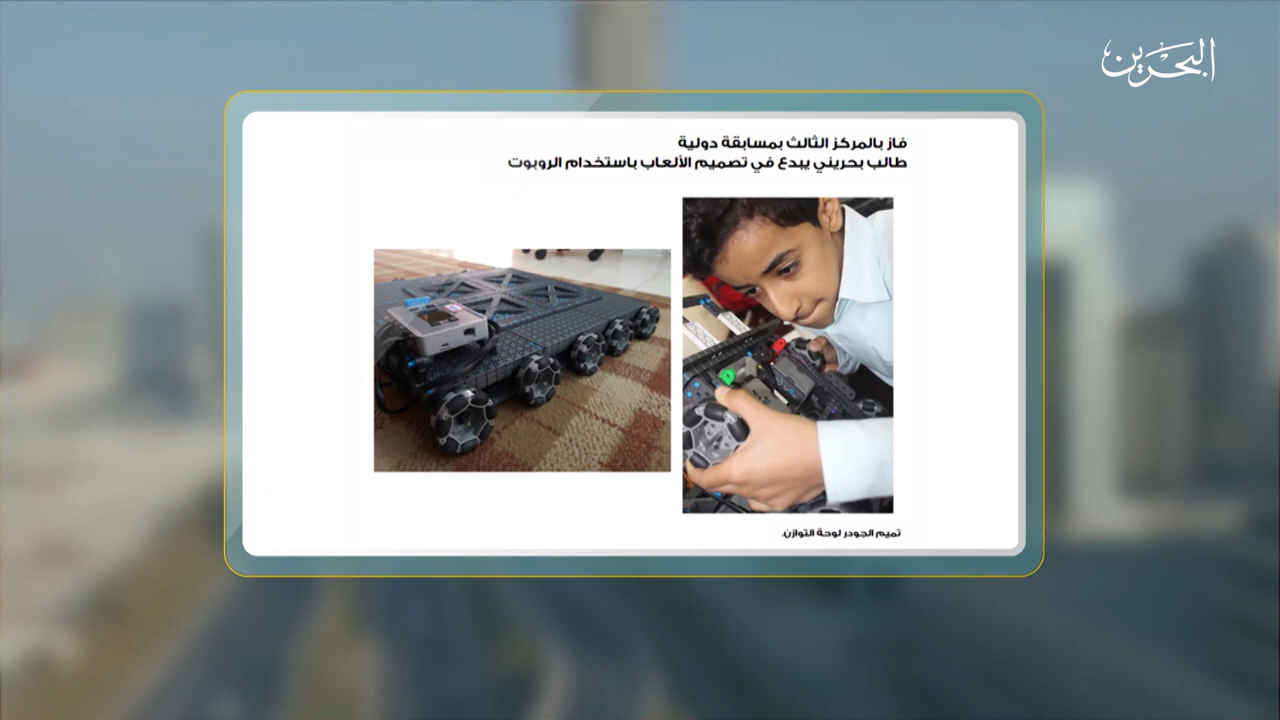 البحرين
فاز بالمركز الثالث بمسابقة دولية
طالب بحريني يبدع في تصميم الألعاب باستخدام الروبوت
تميم الجودر لوحة التوازن.